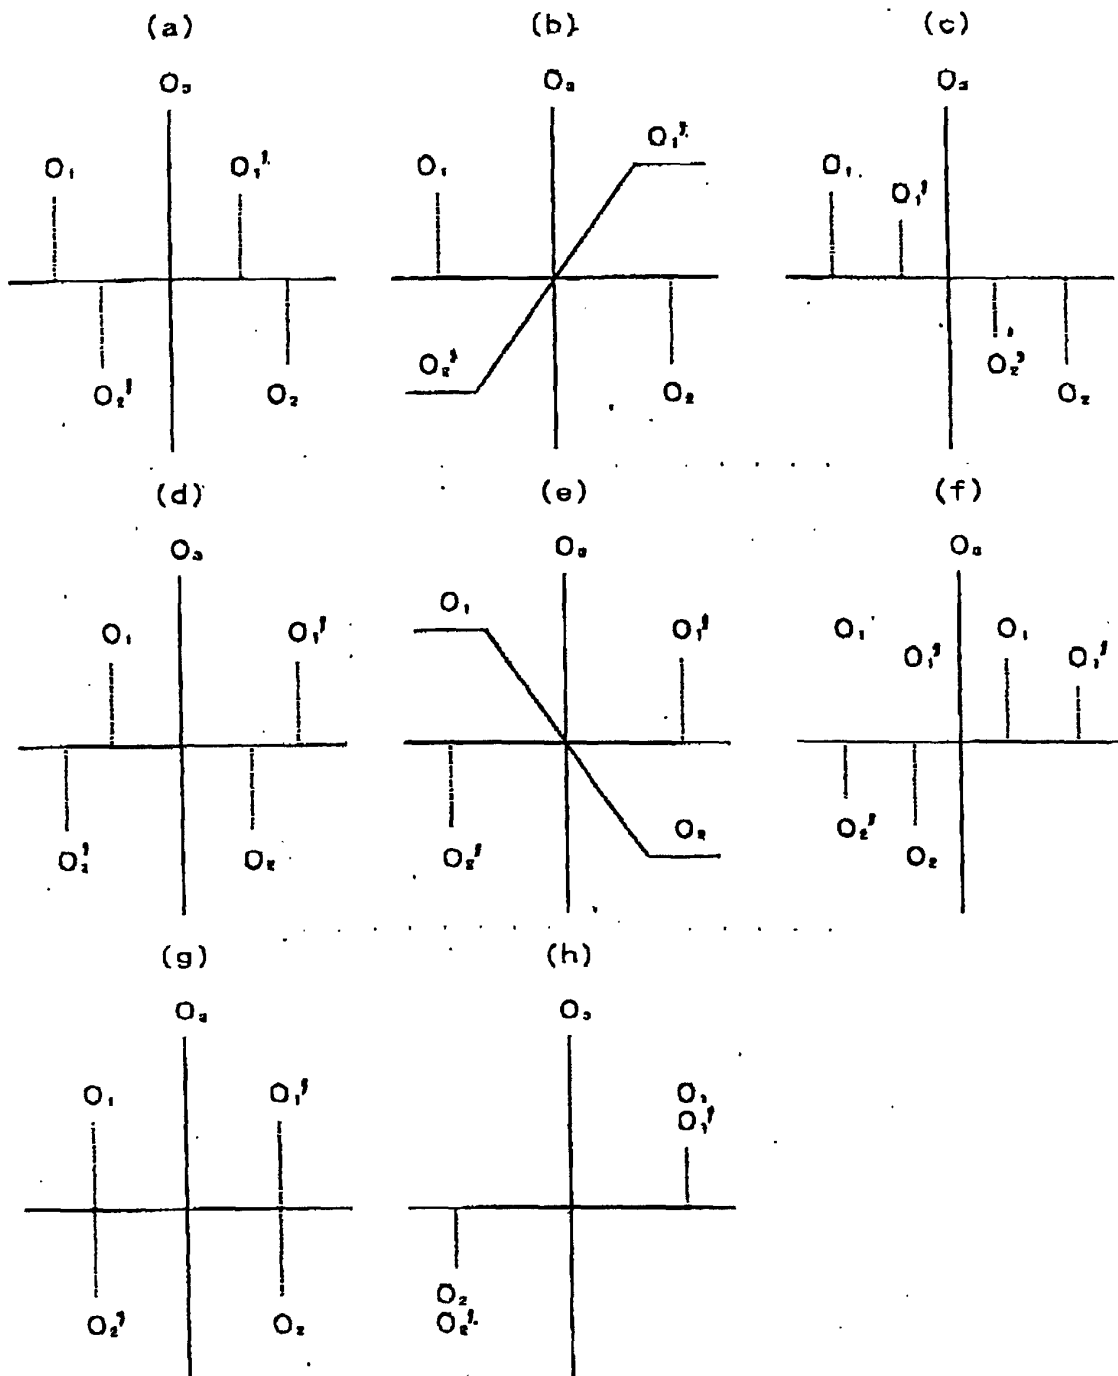 (a) (b) (c)
O₃ O₃ O₃
O₁ O₁' O₁ O₁' O₁ O₁'
O₂' O₂ O₂' O₂ O₂' O₂
(d) (e) (f)
O₃ O₃ O₃
O₁ O₁' O₁ O₁' O₁ O₁' O₁ O₁'
O₂' O₂ O₂' O₂ O₂' O₂
(g) (h)
O₃ O₃
O₁ O₁' O₁
O₁'
O₂' O₂ O₂
O₂'